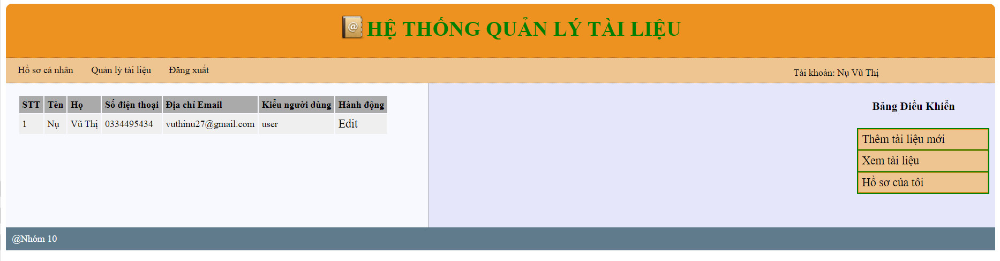 HỆ THỐNG QUẢN LÝ TÀI LIỆU
Hồ sơ cá nhân Quản lý tài liệu Đăng xuất Tài khoản: Nụ Vũ Thị
STT Tên Họ Số điện thoại Địa chỉ Email Kiểu người dùng Hành động
1 Nụ Vũ Thị 0334495434 vuthinu27@gmail.com user Edit
Bảng Điều Khiển
Thêm tài liệu mới
Xem tài liệu
Hồ sơ của tôi
@Nhóm 10